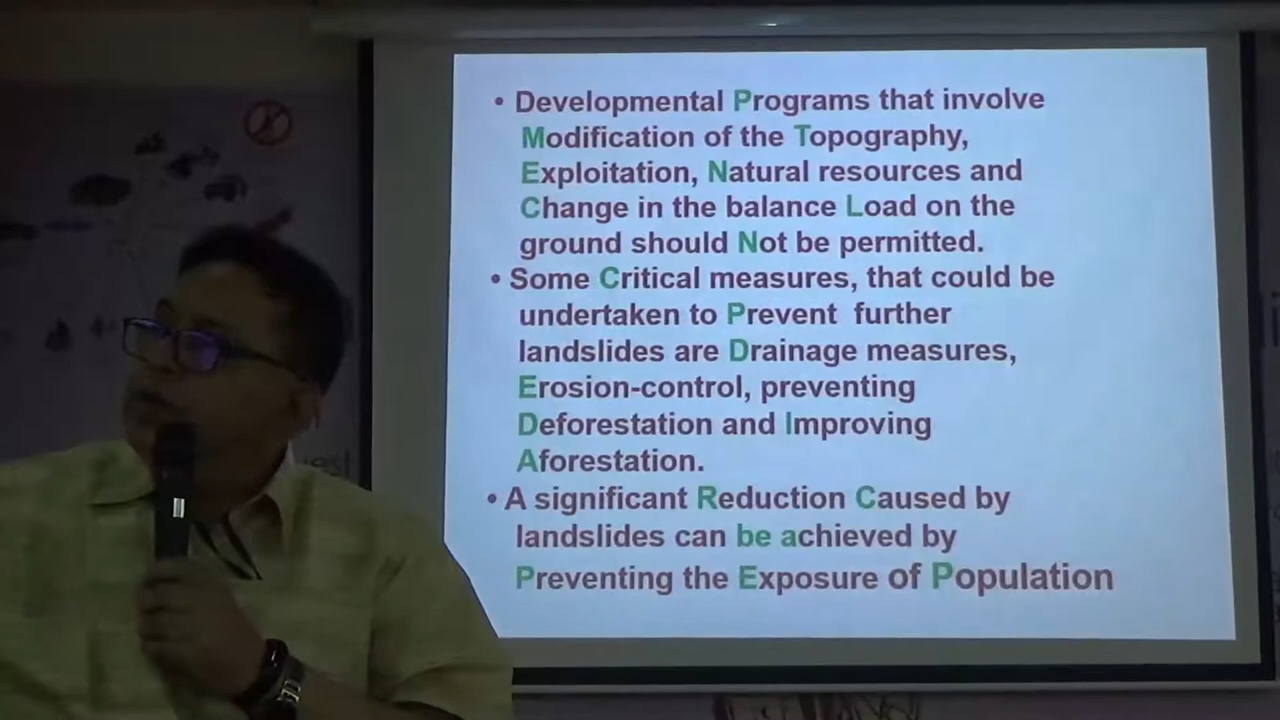 • Developmental Programs that involve
Modification of the Topography,
Exploitation, Natural resources and
Change in the balance Load on the
ground should Not be permitted.
• Some Critical measures, that could be
undertaken to Prevent  further
landslides are Drainage measures,
Erosion-control, preventing
Deforestation and Improving
Aforestation.
• A significant Reduction Caused by
landslides can be achieved by
Preventing the Exposure of Population